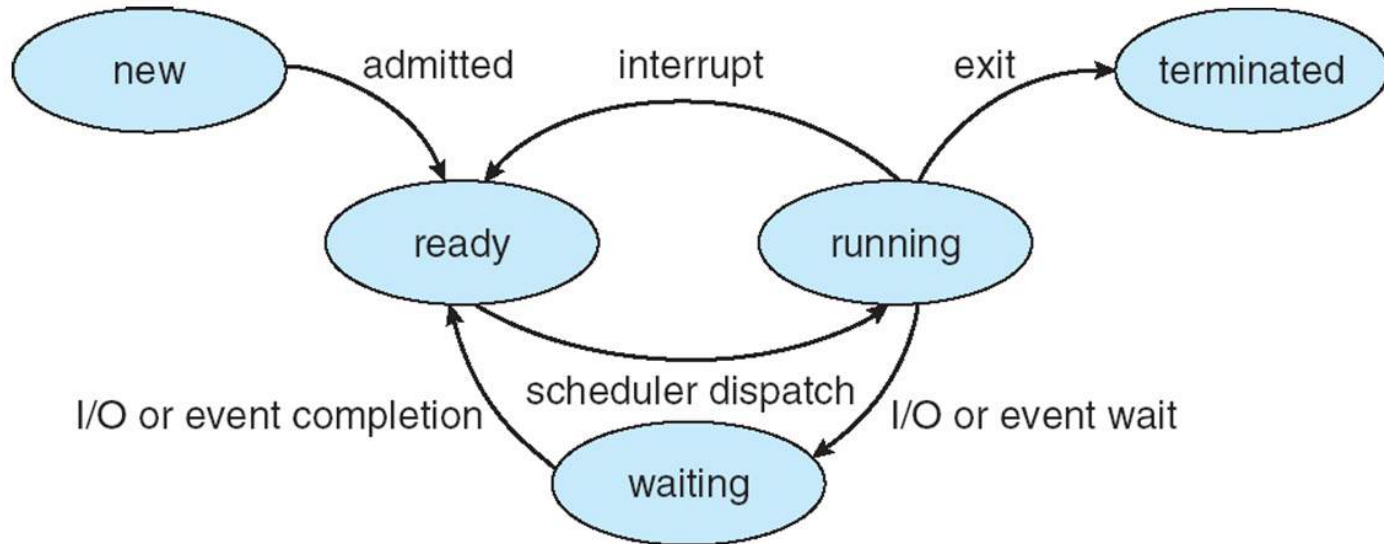 new
admitted
interrupt
exit
terminated
ready
running
scheduler dispatch
I/O or event completion
I/O or event wait
waiting